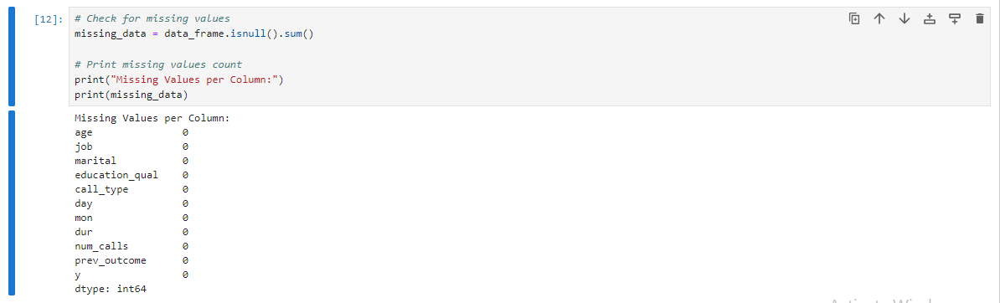 [12]: # Check for missing values
missing_data = data_frame.isnull().sum()
# Print missing values count
print("Missing Values per Column:")
print(missing_data)
Missing Values per Column:
age 0
job 0
marital 0
education_qual 0
call_type 0
day 0
mon 0
dur 0
num_calls 0
prev_outcome 0
y 0
dtype: int64